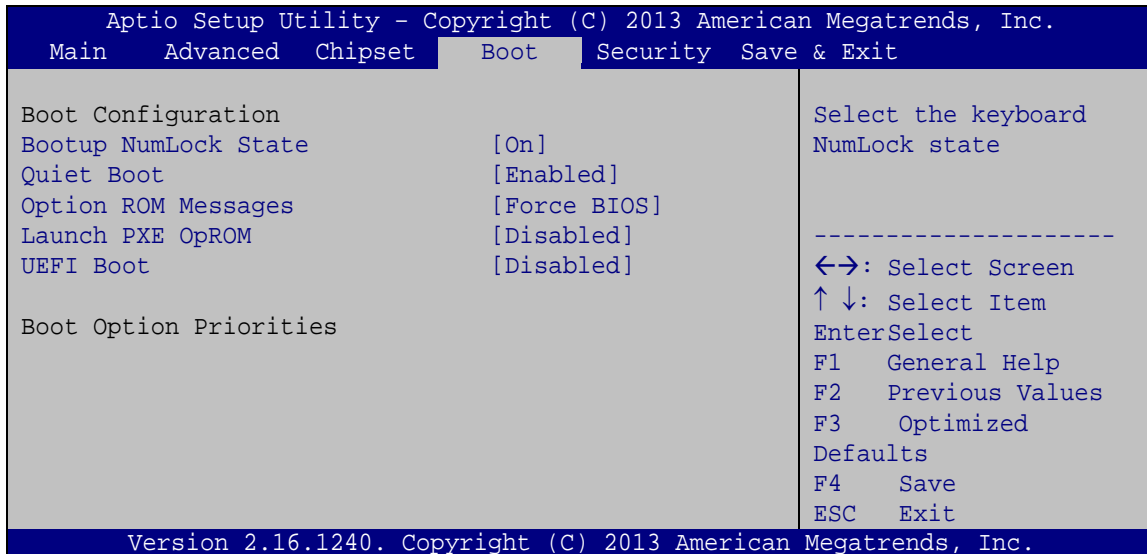 Aptio Setup Utility – Copyright (C) 2013 American Megatrends, Inc.
Main Advanced Chipset Boot Security Save & Exit
Boot Configuration
Bootup NumLock State [On]
Quiet Boot [Enabled]
Option ROM Messages [Force BIOS]
Launch PXE OpROM [Disabled]
UEFI Boot [Disabled]
Boot Option Priorities
Select the keyboard
NumLock state
---------------------
←→: Select Screen
↑ ↓: Select Item
EnterSelect
F1 General Help
F2 Previous Values
F3 Optimized
Defaults
F4 Save
ESC Exit
Version 2.16.1240. Copyright (C) 2013 American Megatrends, Inc.